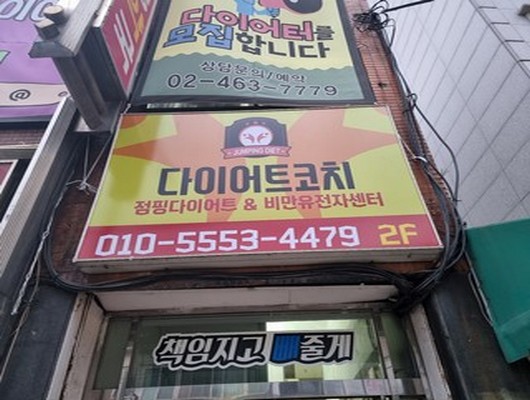 다이어터를
모집합니다
상담문의/예약
02-463-7779
JUMPING DIET
다이어트코치
점핑다이어트 & 비만유전자센터
010-5553-4479 2F
책임지고 빼줄게